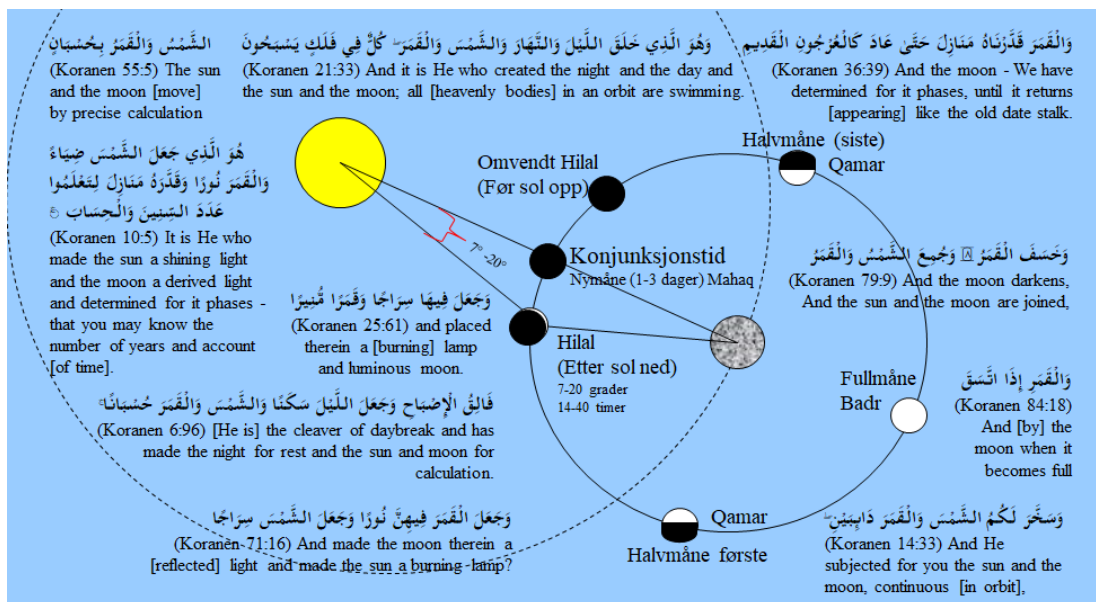 الشَّمْسُ وَالْقَمَرُ بِحُسْبَانٍ
(Koranen 55:5) The sun
and the moon [move]
by precise calculation
وَهُوَ الَّذِي خَلَقَ اللَّيْلَ وَالنَّهَارَ وَالشَّمْسَ وَالْقَمَرَ ۖ كُلٌّ فِي فَلَكٍ يَسْبَحُونَ
(Koranen 21:33) And it is He who created the night and the day and
the sun and the moon; all [heavenly bodies] in an orbit are swimming.
وَالْقَمَرَ قَدَّرْنَاهُ مَنَازِلَ حَتَّىٰ عَادَ كَالْعُرْجُونِ الْقَدِيمِ
(Koranen 36:39) And the moon - We have
determined for it phases, until it returns
[appearing] like the old date stalk.
هُوَ الَّذِي جَعَلَ الشَّمْسَ ضِيَاءً
وَالْقَمَرَ نُورًا وَقَدَّرَهُ مَنَازِلَ لِتَعْلَمُوا
عَدَدَ السِّنِينَ وَالْحِسَابَ ۚ
(Koranen 10:5) It is He who
made the sun a shining light
and the moon a derived light
and determined for it phases -
that you may know the
number of years and account
[of time].
Omvendt Hilal
(Før sol opp)
Halvmåne (siste)
Qamar
7° -20°
Konjunksjonstid
Nymåne (1-3 dager) Mahaq
وَخَسَفَ الْقَمَرُ وَجُمِعَ الشَّمْسُ وَالْقَمَرُ
(Koranen 79:9) And the moon darkens,
And the sun and the moon are joined,
وَجَعَلَ فِيهَا سِرَاجًا وَقَمَرًا مُّنِيرًا
(Koranen 25:61) and placed
therein a [burning] lamp
and luminous moon.
Hilal
(Etter sol ned)
7-20 grader
14-40 timer
Fullmåne
Badr
وَالْقَمَرِ إِذَا اتَّسَقَ
(Koranen 84:18)
And [by] the
moon when it
becomes full
فَالِقُ الْإِصْبَاحِ وَجَعَلَ اللَّيْلَ سَكَنًا وَالشَّمْسَ وَالْقَمَرَ حُسْبَانًا ۚ
(Koranen 6:96) [He is] the cleaver of daybreak and has
made the night for rest and the sun and moon for
calculation.
وَجَعَلَ الْقَمَرَ فِيهِنَّ نُورًا وَجَعَلَ الشَّمْسَ سِرَاجًا
(Koranen 71:16) And made the moon therein a
[reflected] light and made the sun a burning lamp?
Qamar
Halvmåne første
وَسَخَّرَ لَكُمُ الشَّمْسَ وَالْقَمَرَ دَائِبَيْنِ ۖ
(Koranen 14:33) And He
subjected for you the sun and the
moon, continuous [in orbit],